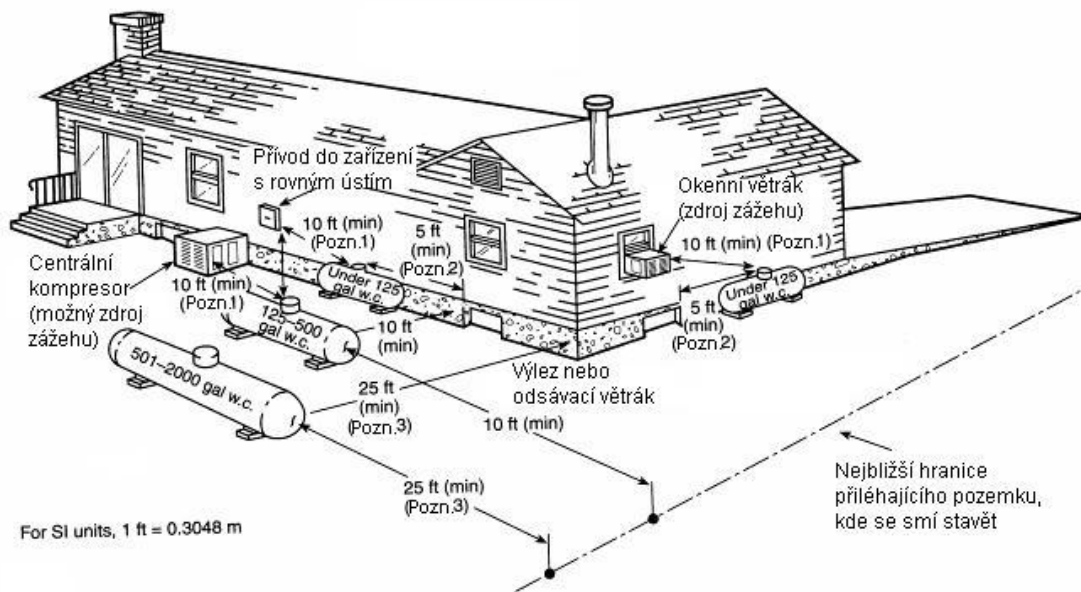 Přívod do zařízení
s rovným ústím
Okenní větrák
(zdroj zážehu)
10 ft (min)
(Pozn.1)
5 ft
(min)
(Pozn.2)
10 ft (min) (Pozn.1)
Centrální
kompresor
(možný zdroj
zážehu)
10 ft (min)
(Pozn.1)
Under 125
gal w.c.
Under 125
gal w.c.
125–500
gal w.c.
10 ft
(min)
5 ft
(min)
(Pozn.2)
501–2000 gal w.c.
Výlez nebo
odsávací větrák
25 ft
(min)
(Pozn.3)
10 ft (min)
25 ft (min)
(Pozn.3)
Nejbližší hranice
přiléhajícího pozemku,
kde se smí stavět
For SI units, 1 ft = 0.3048 m